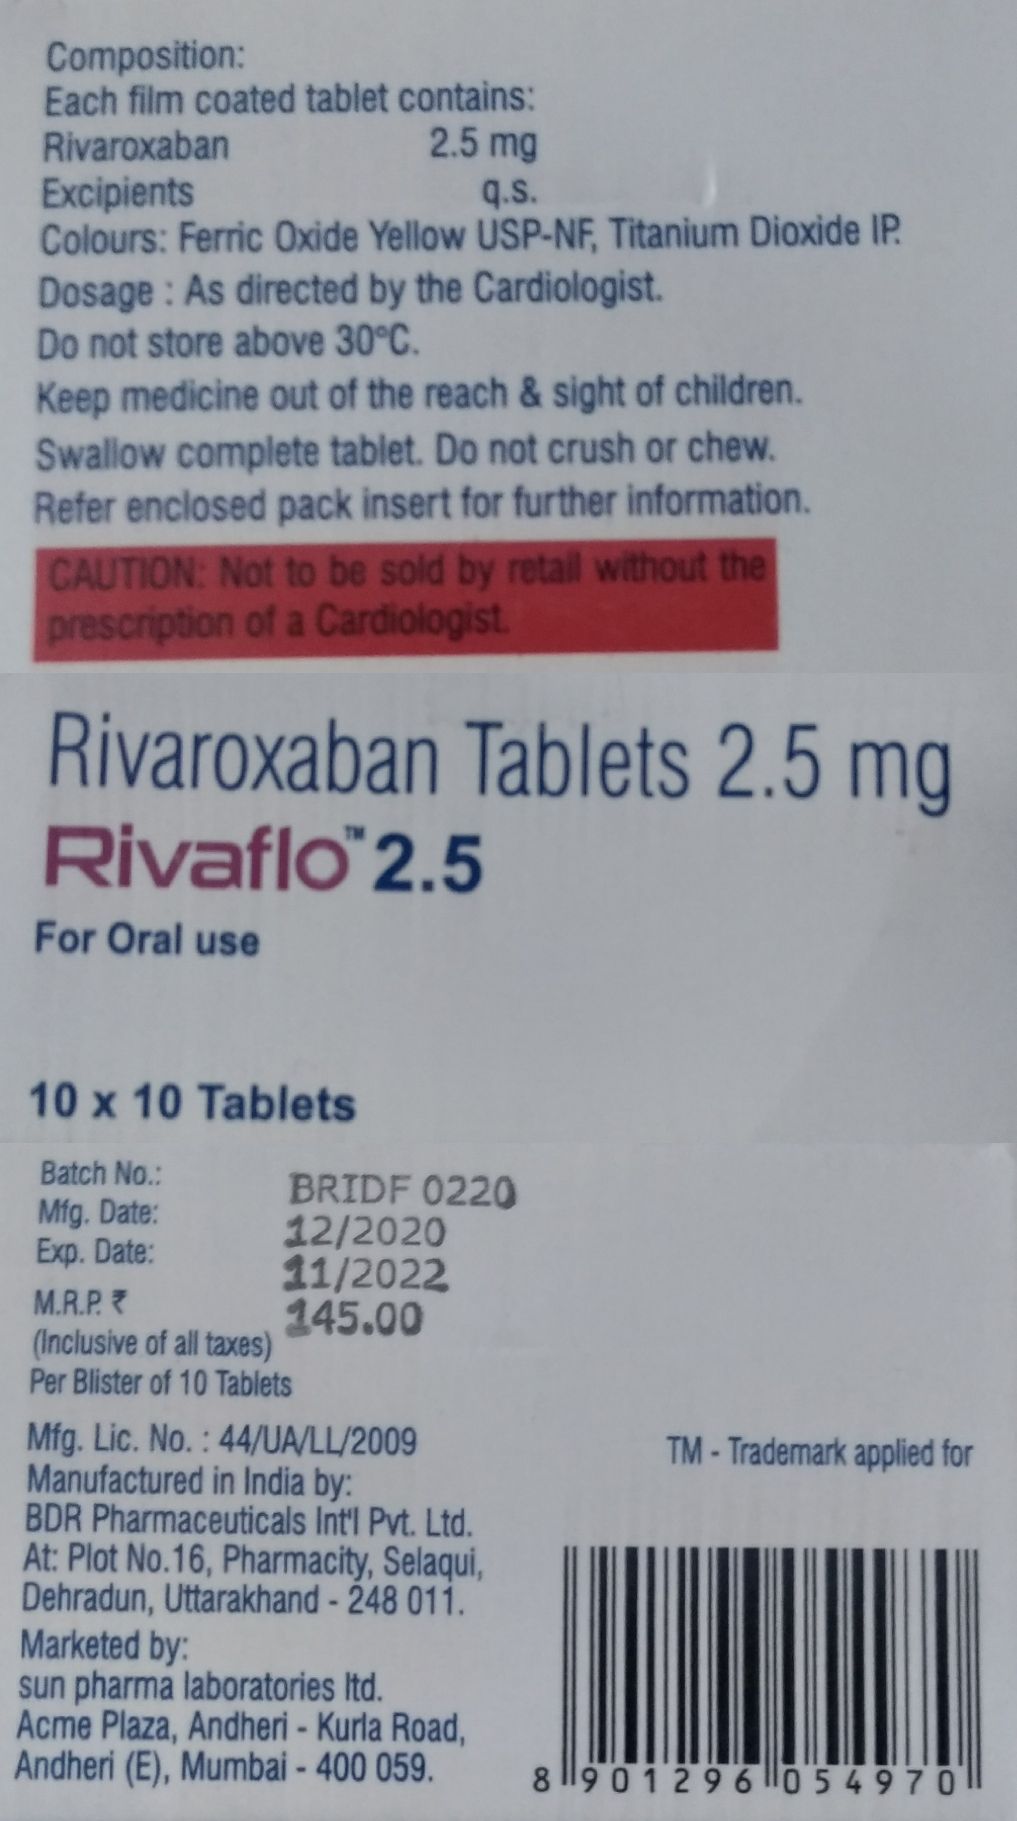 Composition:
Each film coated tablet contains:
Rivaroxaban 2.5 mg
Excipients q.s.
Colours: Ferric Oxide Yellow USP-NF, Titanium Dioxide IP.
Dosage : As directed by the Cardiologist.
Do not store above 30°C.
Keep medicine out of the reach & sight of children.
Swallow complete tablet. Do not crush or chew.
Refer enclosed pack insert for further information.
CAUTION: Not to be sold by retail without the
prescription of a Cardiologist.
Rivaroxaban Tablets 2.5 mg
Rivaflo™ 2.5
For Oral use
10 x 10 Tablets
Batch No.: BRIDF 0220
Mfg. Date: 12/2020
Exp. Date: 11/2022
M.R.P. ₹ 145.00
(Inclusive of all taxes)
Per Blister of 10 Tablets
Mfg. Lic. No. : 44/UA/LL/2009
TM - Trademark applied for
Manufactured in India by:
BDR Pharmaceuticals Int'l Pvt. Ltd.
At: Plot No.16, Pharmacity, Selaqui,
Dehradun, Uttarakhand - 248 011.
Marketed by:
sun pharma laboratories ltd.
Acme Plaza, Andheri - Kurla Road,
Andheri (E), Mumbai - 400 059.
8 901296 054970